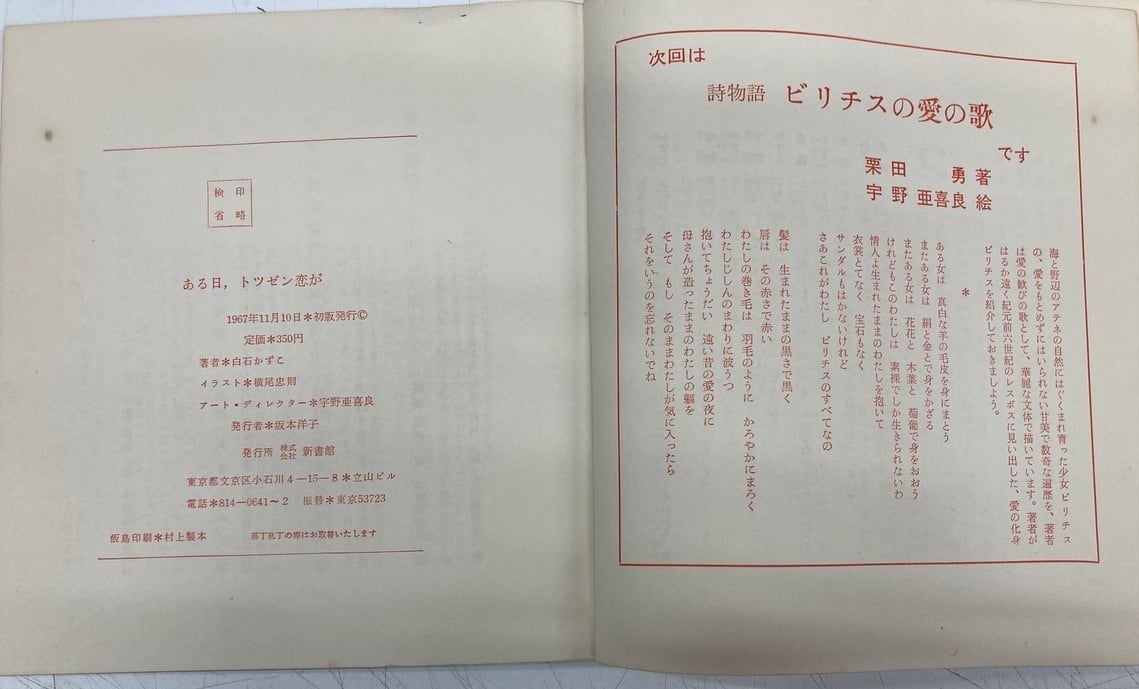 検印
省略
ある日，トツゼン恋が
1967年11月10日＊初版発行©
定価＊350円
著者＊白石かずこ
イラスト＊横尾忠則
アート・ディレクター＊宇野亜喜良
発行者＊坂本洋子
発行所 株式会社 新書館
東京都文京区小石川4―15―8＊立山ビル
電話＊814―0641～2 振替＊東京53723
飯島印刷＊村上製本 落丁乱丁の際はお取替いたします
次回は
詩物語 ビリチスの愛の歌
です
栗田 勇著
宇野亜喜良絵
海と野辺のアテネの自然にはぐくまれ育った少女ビリチス
の、愛をもとめずにはいられない甘美で数奇な遍歴を、著者
は愛の歓びの歌として、華麗な文体で描いています。著者が
はるか遠く紀元前六世紀のレスボスに見い出した、愛の化身
ビリチスを紹介しておきましょう。
＊
ある女は 真白な羊の毛皮を身にまとう
またある女は 絹と金とで身をかざる
またある女は 花花と 木葉と 葡萄で身をおおう
けれどもこのわたしは 素裸でしか生きられないわ
情人よ生まれたままのわたしを抱いて
衣裳とてなく 宝石もなく
サンダルもはかないけれど
さあこれがわたし ビリチスのすべてなの
髪は 生まれたままの黒さで黒く
唇は その赤さで赤い
わたしの巻き毛は 羽毛のように かろやかにまろく
わたしじしんのまわりに波うつ
抱いてちょうだい 遠い昔の愛の夜に
母さんが造ったままのわたしの軀を
そして もし そのままわたしが気に入ったら
それをいうのを忘れないでね